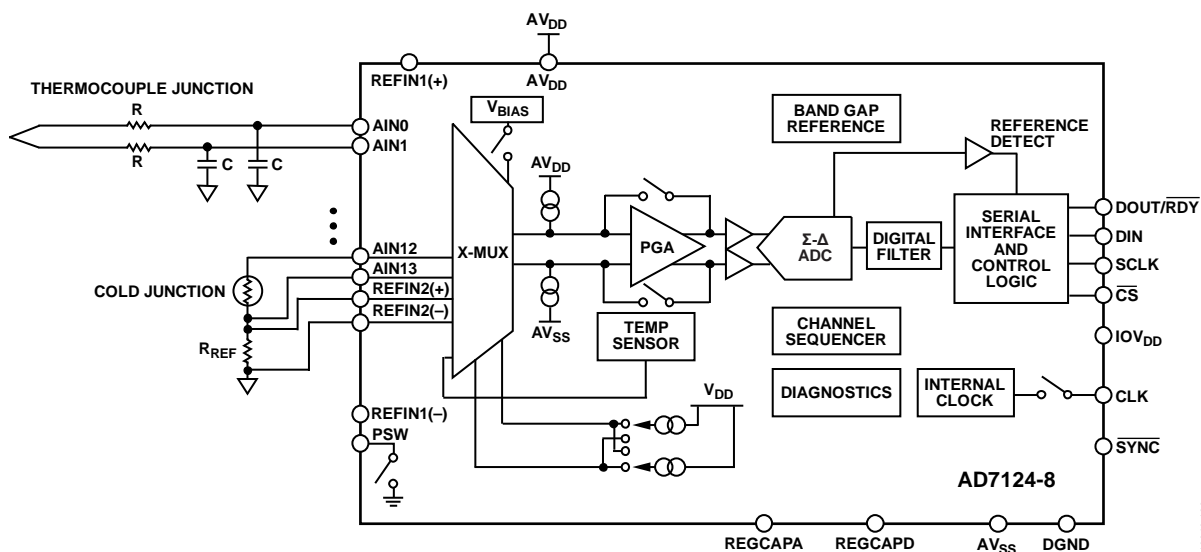 AVDD
REFIN1(+)
AVDD
THERMOCOUPLE JUNCTION
R
R
C
C
AIN0
AIN1
VBIAS
BAND GAP
REFERENCE
REFERENCE
DETECT
AVDD
X-MUX
PGA
Σ-Δ
ADC
DIGITAL
FILTER
SERIAL
INTERFACE
AND
CONTROL
LOGIC
DOUT/RDY
DIN
SCLK
CS
AIN12
AIN13
REFIN2(+)
REFIN2(–)
COLD JUNCTION
RREF
AVSS
TEMP
SENSOR
CHANNEL
SEQUENCER
IOVDD
DIAGNOSTICS
INTERNAL
CLOCK
CLK
VDD
REFIN1(–)
PSW
SYNC
AD7124-8
REGCAPA
REGCAPD
AVSS
DGND